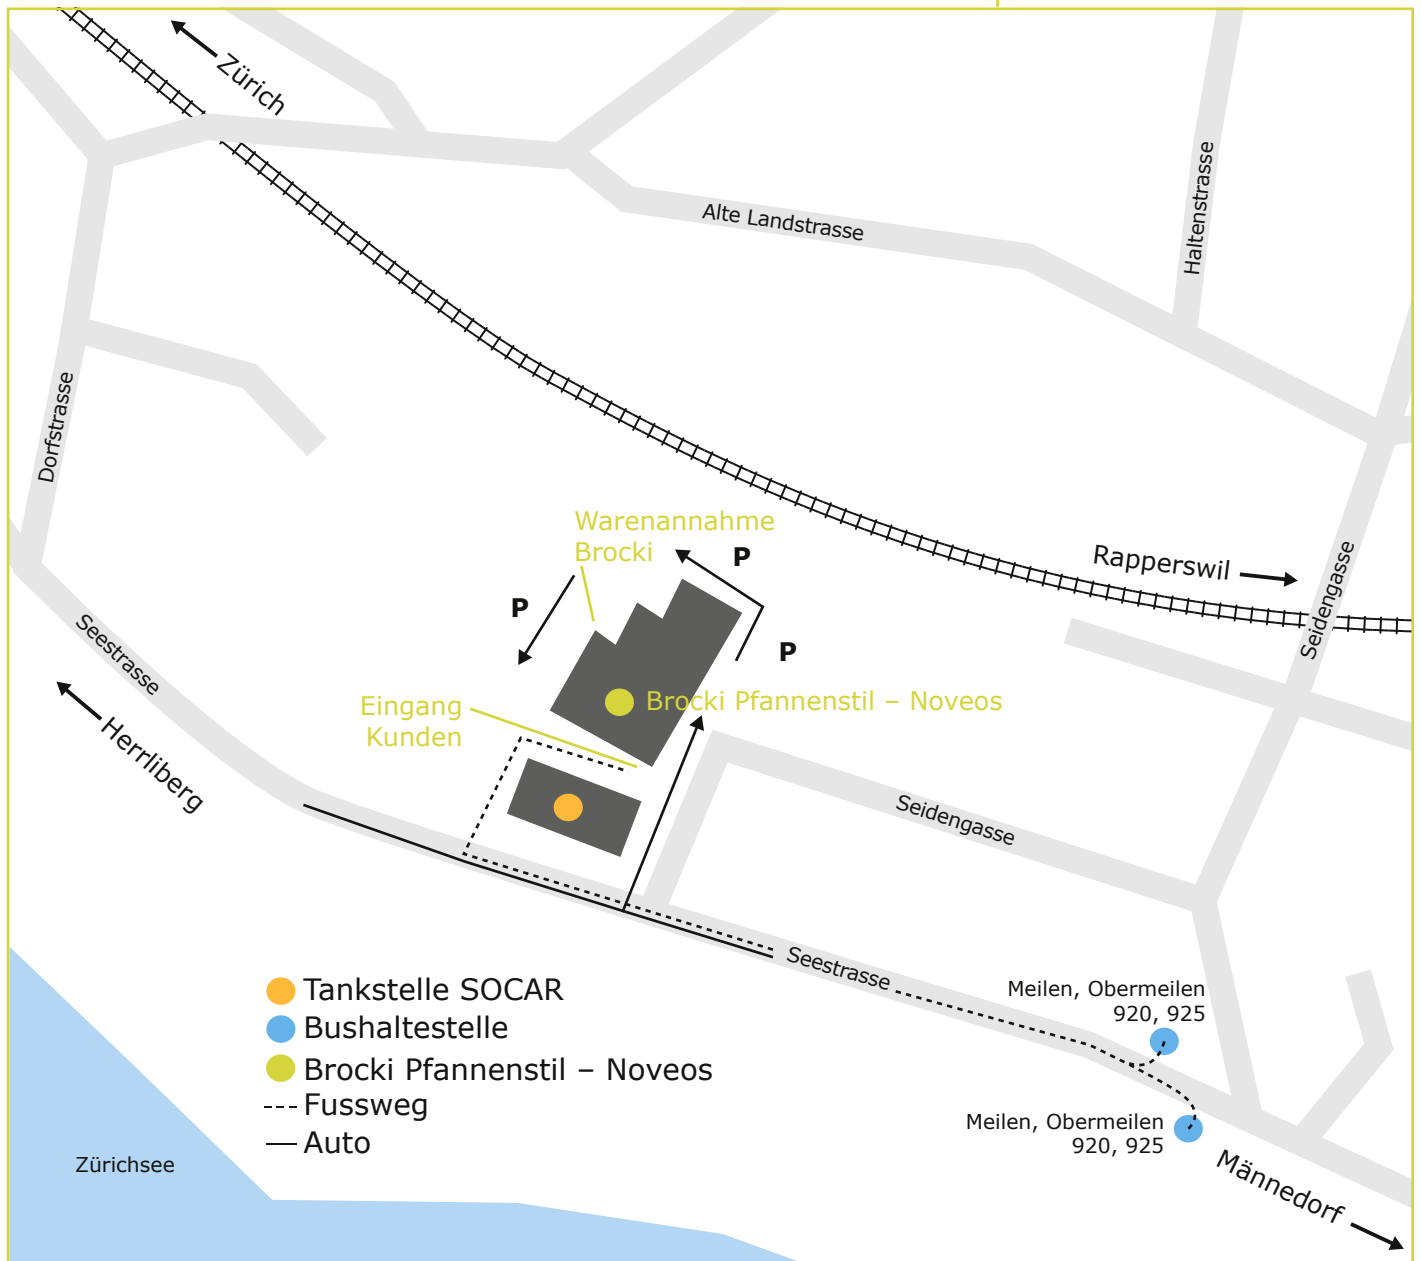 Zürich
Alte Landstrasse
Haltenstrasse
Dorfstrasse
Warenannahme
Brocki
P
P
P
Rapperswil
Seidengasse
Seestrasse
Herrliberg
Eingang
Kunden
Brocki Pfannenstil – Noveos
Seidengasse
Seestrasse
Meilen, Obermeilen
920, 925
Meilen, Obermeilen
920, 925
Männedorf
Tankstelle SOCAR
Bushaltestelle
Brocki Pfannenstil – Noveos
Fussweg
Auto
Zürichsee